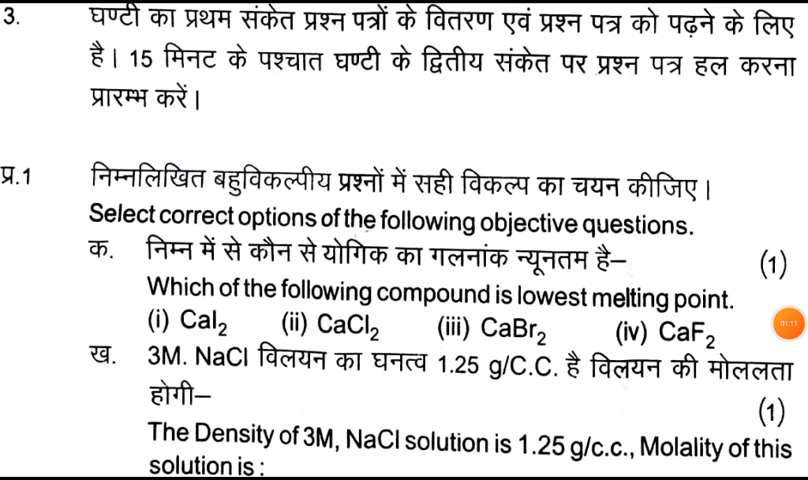 3. घण्टी का प्रथम संकेत प्रश्न पत्रों के वितरण एवं प्रश्न पत्र को पढ़ने के लिए
है। 15 मिनट के पश्चात घण्टी के द्वितीय संकेत पर प्रश्न पत्र हल करना
प्रारम्भ करें।
प्र.1 निम्नलिखित बहुविकल्पीय प्रश्नों में सही विकल्प का चयन कीजिए।
Select correct options of the following objective questions.
क. निम्न में से कौन से योगिक का गलनांक न्यूनतम है–
(1)
Which of the following compound is lowest melting point.
(i) CaI₂ (ii) CaCl₂ (iii) CaBr₂ (iv) CaF₂
01:11
ख. 3M. NaCl विलयन का घनत्व 1.25 g/C.C. है विलयन की मोललता
होगी– (1)
The Density of 3M, NaCl solution is 1.25 g/c.c., Molality of this
solution is :